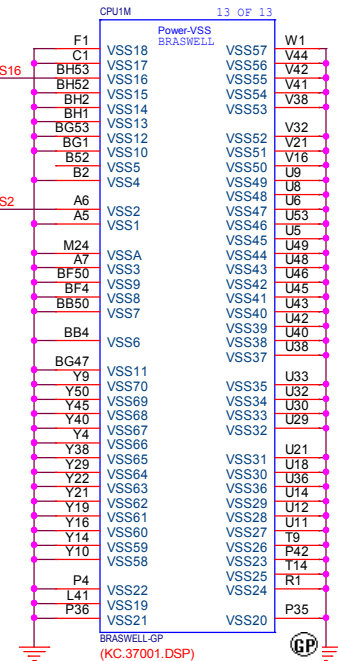 CPU1M 13 OF 13
Power-VSS
BRASWELL
F1 VSS18 VSS57 W1
C1 VSS17 VSS56 V44
S16 BH53 VSS16 VSS55 V42
BH52 VSS15 VSS54 V41
BH2 VSS14 VSS53 V38
BH1 VSS13
BG53 VSS12 VSS52 V32
BG1 VSS10 VSS51 V21
B52 VSS5 VSS50 V16
B2 VSS4 VSS49 U9
VSS48 U8
S2 A6 VSS2 VSS47 U6
A5 VSS1 VSS46 U53
VSS45 U5
M24 VSSA VSS44 U49
A7 VSS3 VSS43 U48
BF50 VSS9 VSS42 U46
BF4 VSS8 VSS41 U45
BB50 VSS7 VSS40 U43
VSS39 U42
BB4 VSS6 VSS38 U40
VSS37 U38
BG47 VSS11
Y9 VSS70 VSS35 U33
Y50 VSS69 VSS34 U32
Y45 VSS68 VSS33 U30
Y40 VSS67 VSS32 U29
Y4 VSS66
Y38 VSS65 VSS31 U21
Y29 VSS64 VSS30 U18
Y22 VSS63 VSS36 U36
Y21 VSS62 VSS29 U14
Y19 VSS61 VSS28 U12
Y16 VSS60 VSS27 U11
Y14 VSS59 VSS26 T9
Y10 VSS58 VSS23 P42
VSS25 T14
P4 VSS22 VSS24 R1
L41 VSS19
P36 VSS21 VSS20 P35
BRASWELL-GP
(KC.37001.DSP)
GP